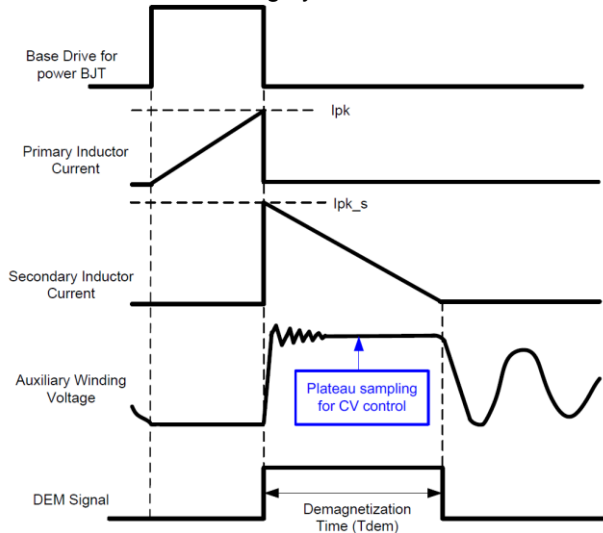 Base Drive for
power BJT
Ipk
Primary Inductor
Current
Ipk_s
Secondary Inductor
Current
Auxiliary Winding
Voltage
Plateau sampling
for CV control
DEM Signal
Demagnetization
Time (Tdem)